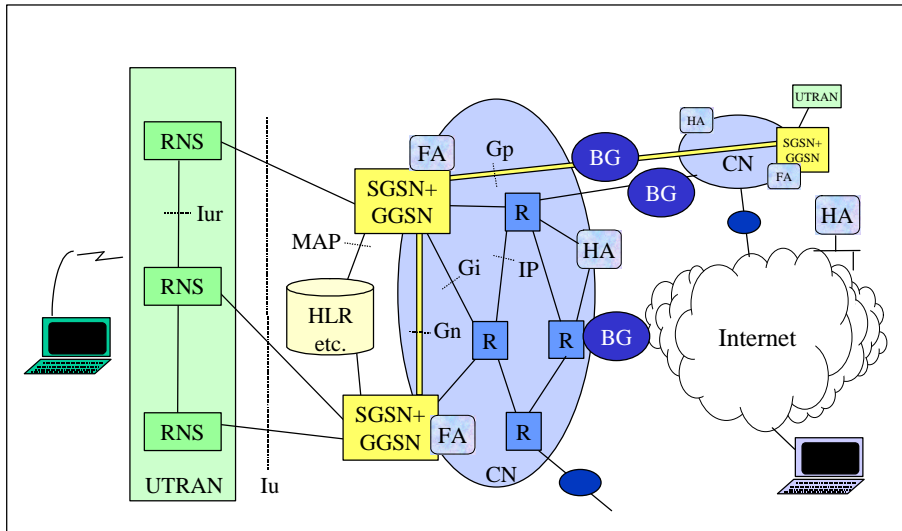 UTRAN
RNS
HA
FA
Gp
BG
SGSN+
GGSN
CN
FA
SGSN+
GGSN
BG
Iur
R
HA
MAP
HA
Gi
IP
RNS
HLR
etc.
Gn
R
R
BG
Internet
SGSN+
GGSN
FA
RNS
R
UTRAN
Iu
CN